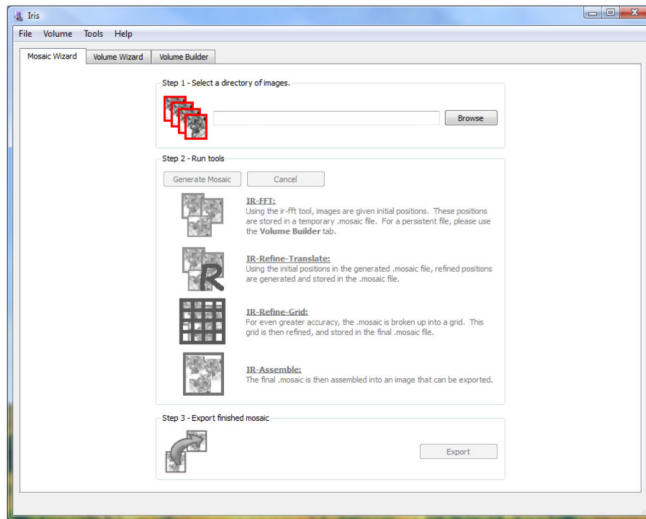 Iris
File Volume Tools Help
Mosaic Wizard Volume Wizard Volume Builder
Step 1 - Select a directory of images.
Browse
Step 2 - Run tools
Generate Mosaic Cancel
IR-FFT:
Using the ir-fft tool, images are given initial positions. These positions
are stored in a temporary .mosaic file. For a persistent file, please use
the Volume Builder tab.
IR-Refine-Translate:
Using the initial positions in the generated .mosaic file, refined positions
are generated and stored in the .mosaic file.
R
IR-Refine-Grid:
For even greater accuracy, the .mosaic is broken up into a grid. This
grid is then refined, and stored in the final .mosaic file.
IR-Assemble:
The final .mosaic is then assembled into an image that can be exported.
Step 3 - Export finished mosaic
Export